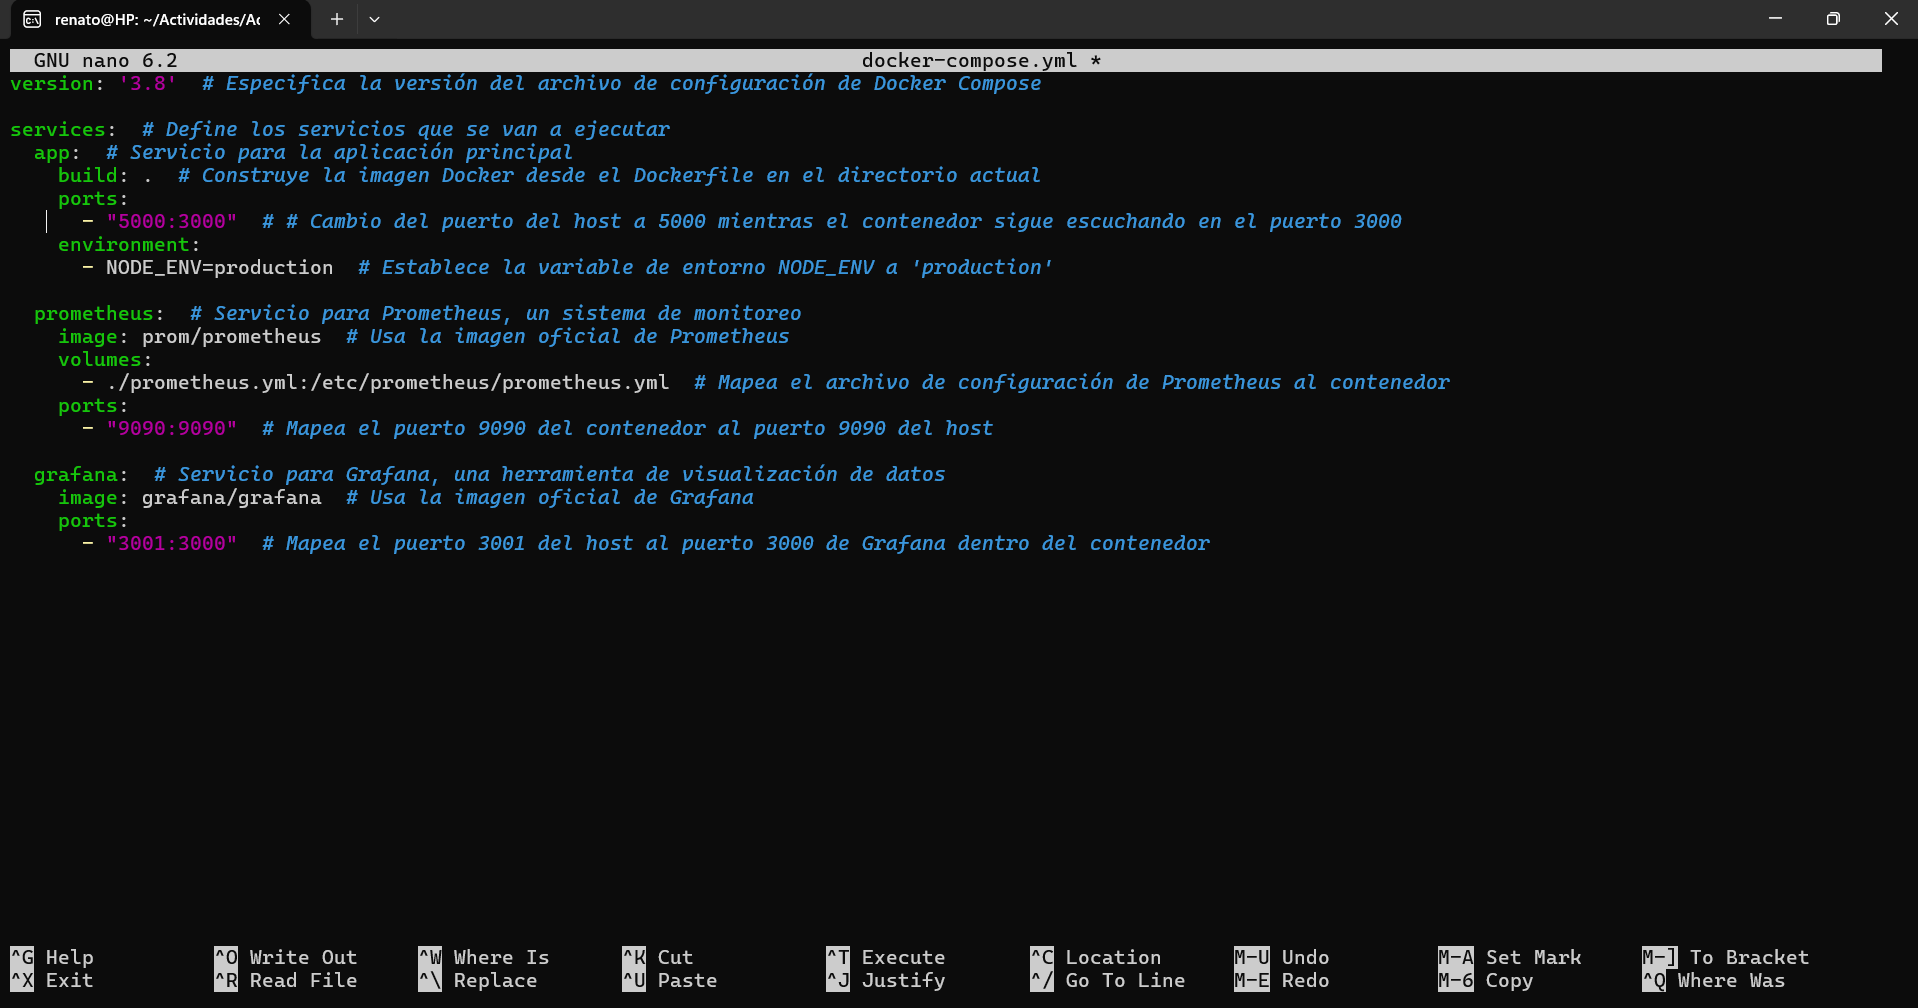 renato@HP: ~/Actividades/Ac
GNU nano 6.2 docker-compose.yml *
version: '3.8'  # Especifica la versión del archivo de configuración de Docker Compose
services:  # Define los servicios que se van a ejecutar
  app:  # Servicio para la aplicación principal
    build: .  # Construye la imagen Docker desde el Dockerfile en el directorio actual
    ports:
      - "5000:3000"  # # Cambio del puerto del host a 5000 mientras el contenedor sigue escuchando en el puerto 3000
    environment:
      - NODE_ENV=production  # Establece la variable de entorno NODE_ENV a 'production'
  prometheus:  # Servicio para Prometheus, un sistema de monitoreo
    image: prom/prometheus  # Usa la imagen oficial de Prometheus
    volumes:
      - ./prometheus.yml:/etc/prometheus/prometheus.yml  # Mapea el archivo de configuración de Prometheus al contenedor
    ports:
      - "9090:9090"  # Mapea el puerto 9090 del contenedor al puerto 9090 del host
  grafana:  # Servicio para Grafana, una herramienta de visualización de datos
    image: grafana/grafana  # Usa la imagen oficial de Grafana
    ports:
      - "3001:3000"  # Mapea el puerto 3001 del host al puerto 3000 de Grafana dentro del contenedor
^G Help ^O Write Out ^W Where Is ^K Cut ^T Execute ^C Location M-U Undo M-A Set Mark M-] To Bracket
^X Exit ^R Read File ^\ Replace ^U Paste ^J Justify ^/ Go To Line M-E Redo M-6 Copy ^Q Where Was